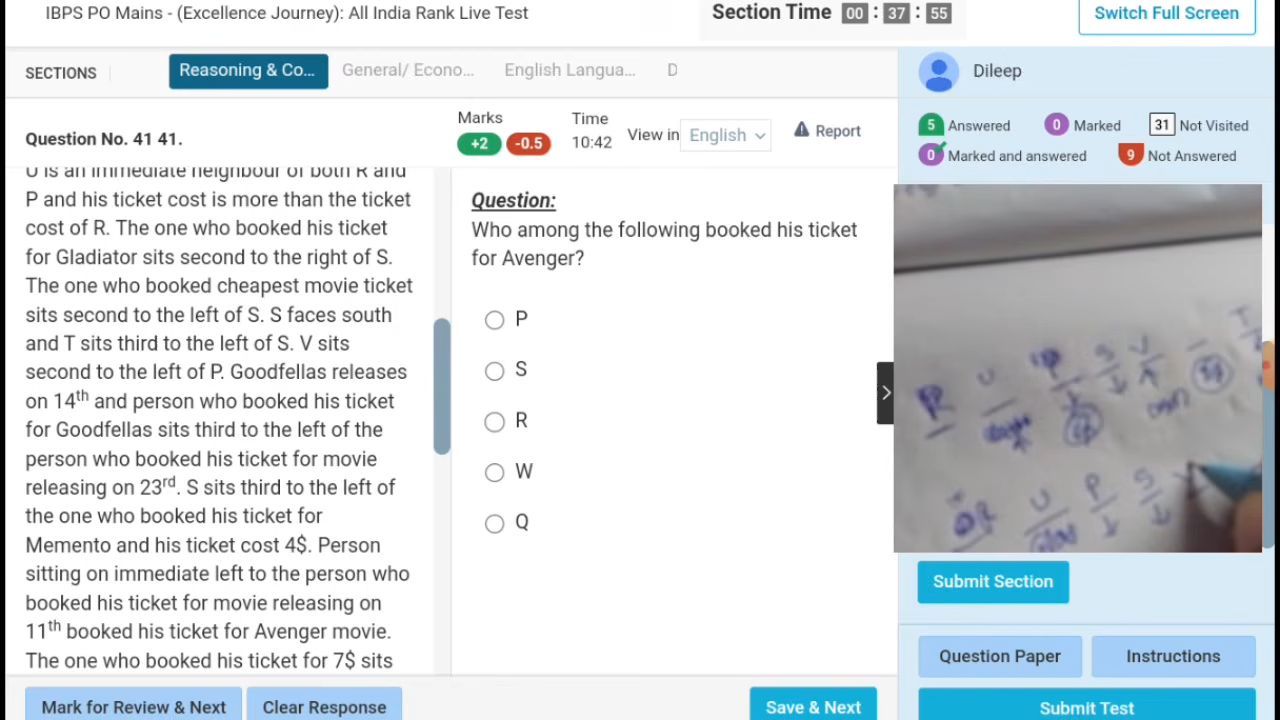 IBPS PO Mains - (Excellence Journey): All India Rank Live Test
Section Time 00 : 37 : 55
Switch Full Screen
SECTIONS
Reasoning & Co...
General/ Econo...
English Langua...
D
Dileep
Question No. 41 41.
Marks
+2 -0.5
Time
10:42
View in English
Report
5 Answered
0 Marked
31 Not Visited
0 Marked and answered
9 Not Answered
U is an immediate neighbour of both R and
P and his ticket cost is more than the ticket
cost of R. The one who booked his ticket
for Gladiator sits second to the right of S.
The one who booked cheapest movie ticket
sits second to the left of S. S faces south
and T sits third to the left of S. V sits
second to the left of P. Goodfellas releases
on 14th and person who booked his ticket
for Goodfellas sits third to the left of the
person who booked his ticket for movie
releasing on 23rd. S sits third to the left of
the one who booked his ticket for
Memento and his ticket cost 4$. Person
sitting on immediate left to the person who
booked his ticket for movie releasing on
11th booked his ticket for Avenger movie.
The one who booked his ticket for 7$ sits
Question:
Who among the following booked his ticket
for Avenger?
P
S
R
W
Q
R U P S V T
R U P S
Submit Section
Question Paper
Instructions
Mark for Review & Next
Clear Response
Save & Next
Submit Test